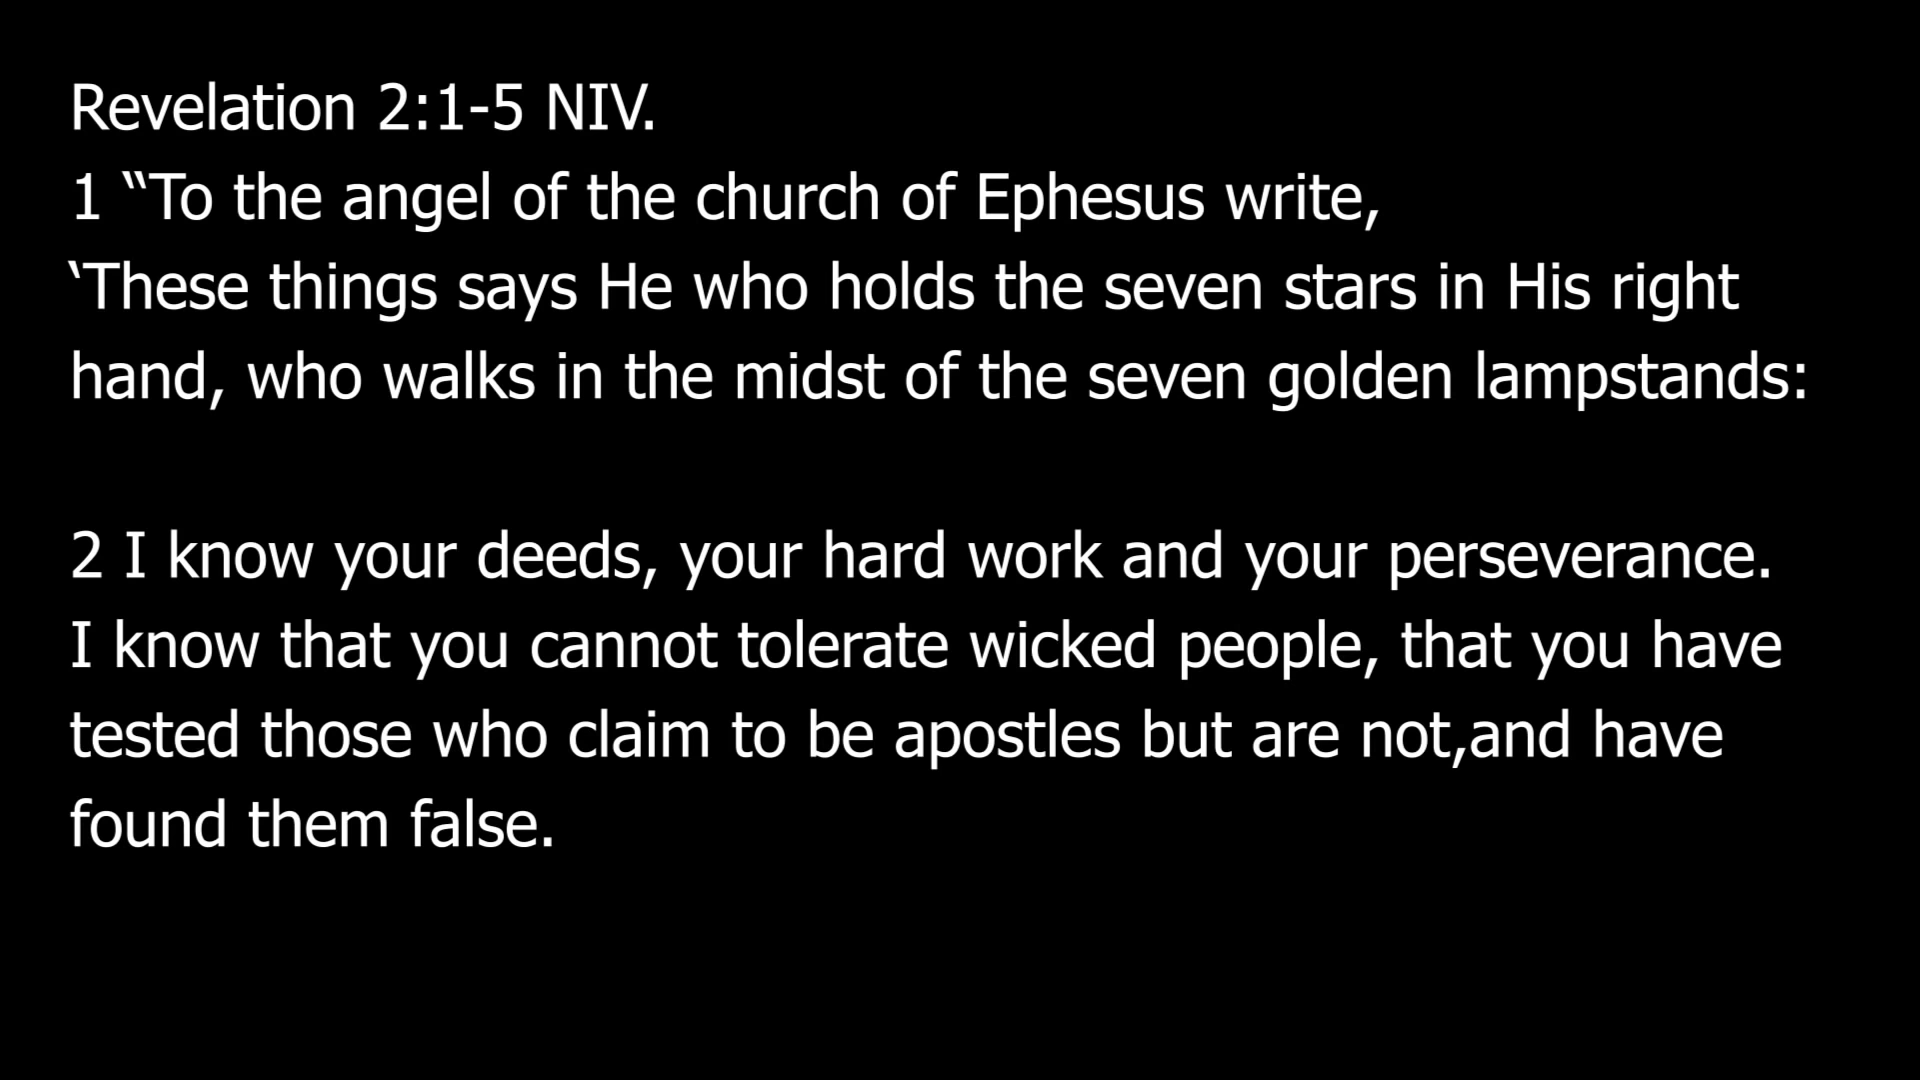 Revelation 2:1-5 NIV.
1 “To the angel of the church of Ephesus write,
‘These things says He who holds the seven stars in His right
hand, who walks in the midst of the seven golden lampstands:
2 I know your deeds, your hard work and your perseverance.
I know that you cannot tolerate wicked people, that you have
tested those who claim to be apostles but are not,and have
found them false.